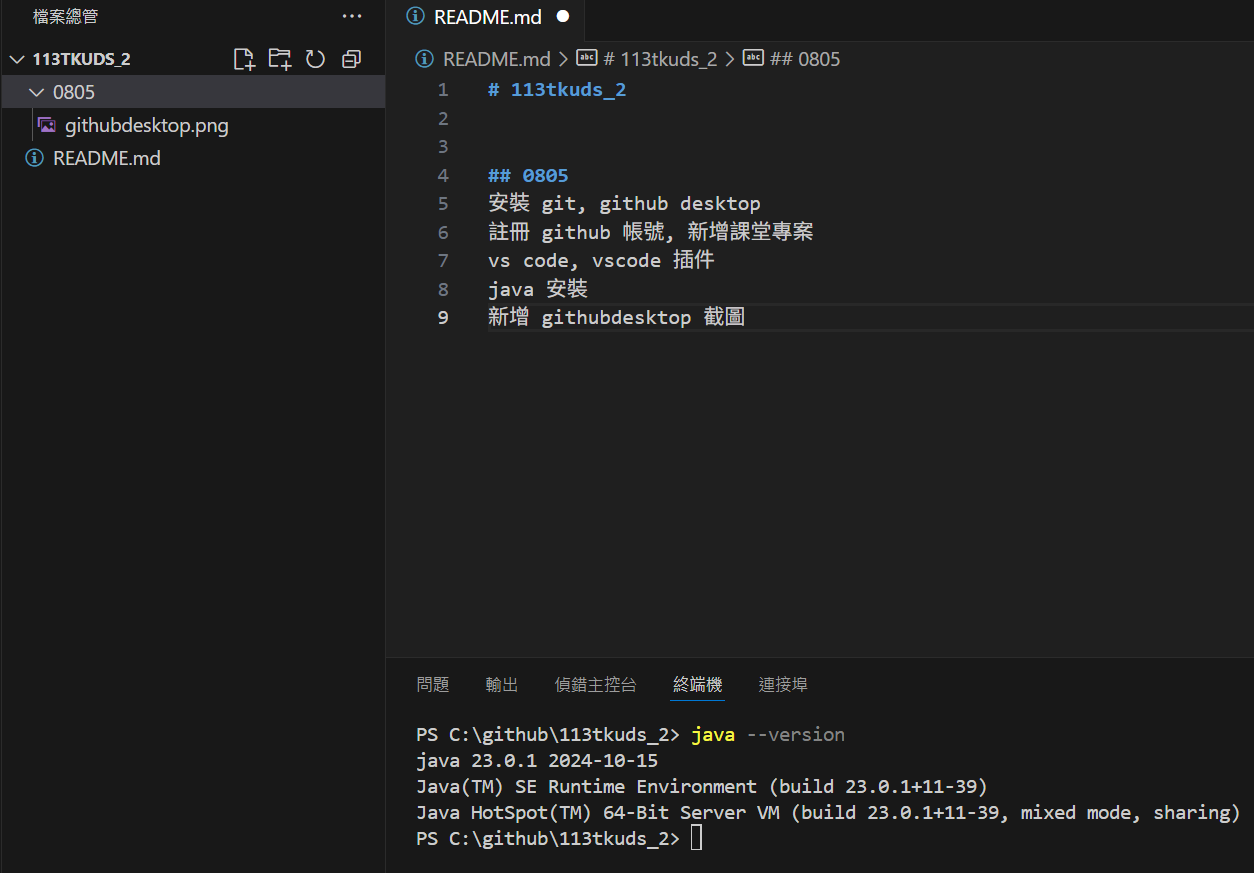 檔案總管
113TKUDS_2
0805
githubdesktop.png
README.md
README.md
README.md > # 113tkuds_2 > ## 0805
1 # 113tkuds_2
2
3
4 ## 0805
5 安裝 git, github desktop
6 註冊 github 帳號, 新增課堂專案
7 vs code, vscode 插件
8 java 安裝
9 新增 githubdesktop 截圖
問題 輸出 偵錯主控台 終端機 連接埠
PS C:\github\113tkuds_2> java --version
java 23.0.1 2024-10-15
Java(TM) SE Runtime Environment (build 23.0.1+11-39)
Java HotSpot(TM) 64-Bit Server VM (build 23.0.1+11-39, mixed mode, sharing)
PS C:\github\113tkuds_2>